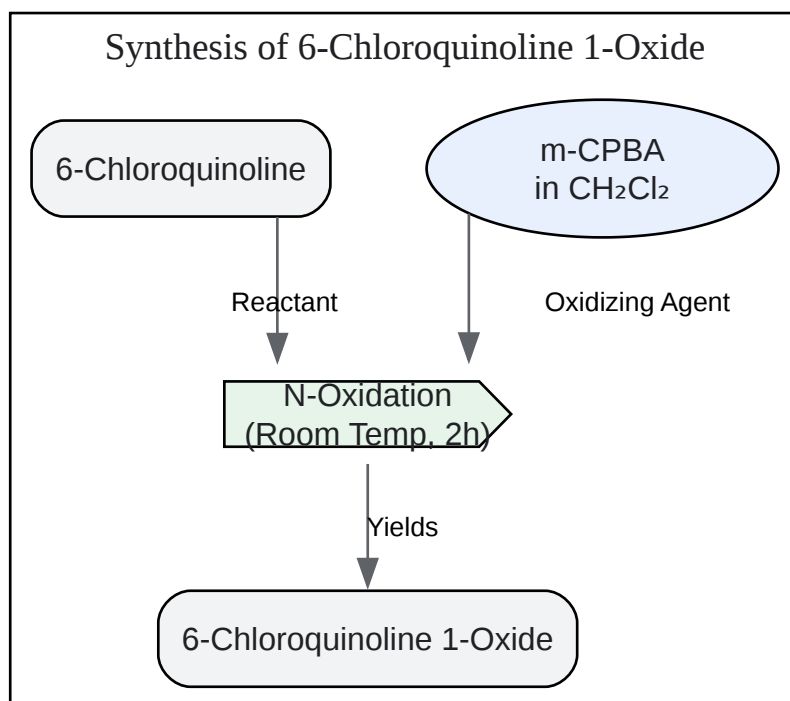 Synthesis of 6-Chloroquinoline 1-Oxide
6-Chloroquinoline
m-CPBA
in CH₂Cl₂
Reactant
Oxidizing Agent
N-Oxidation
(Room Temp, 2h)
Yields
6-Chloroquinoline 1-Oxide